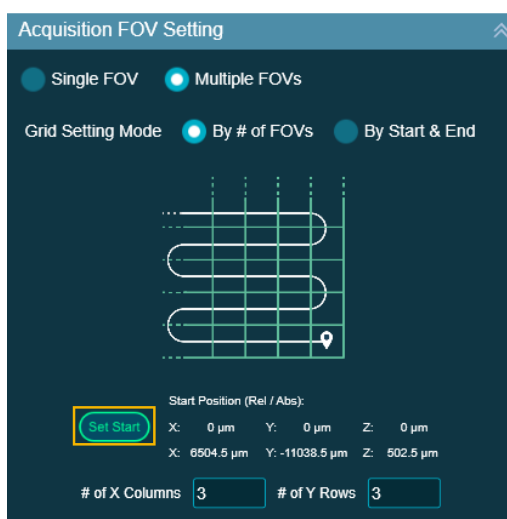 Acquisition FOV Setting
Single FOV Multiple FOVs
Grid Setting Mode By # of FOVs By Start & End
Start Position (Rel / Abs):
Set Start X: 0 µm Y: 0 µm Z: 0 µm
X: 6504.5 µm Y: -11038.5 µm Z: 502.5 µm
# of X Columns 3 # of Y Rows 3